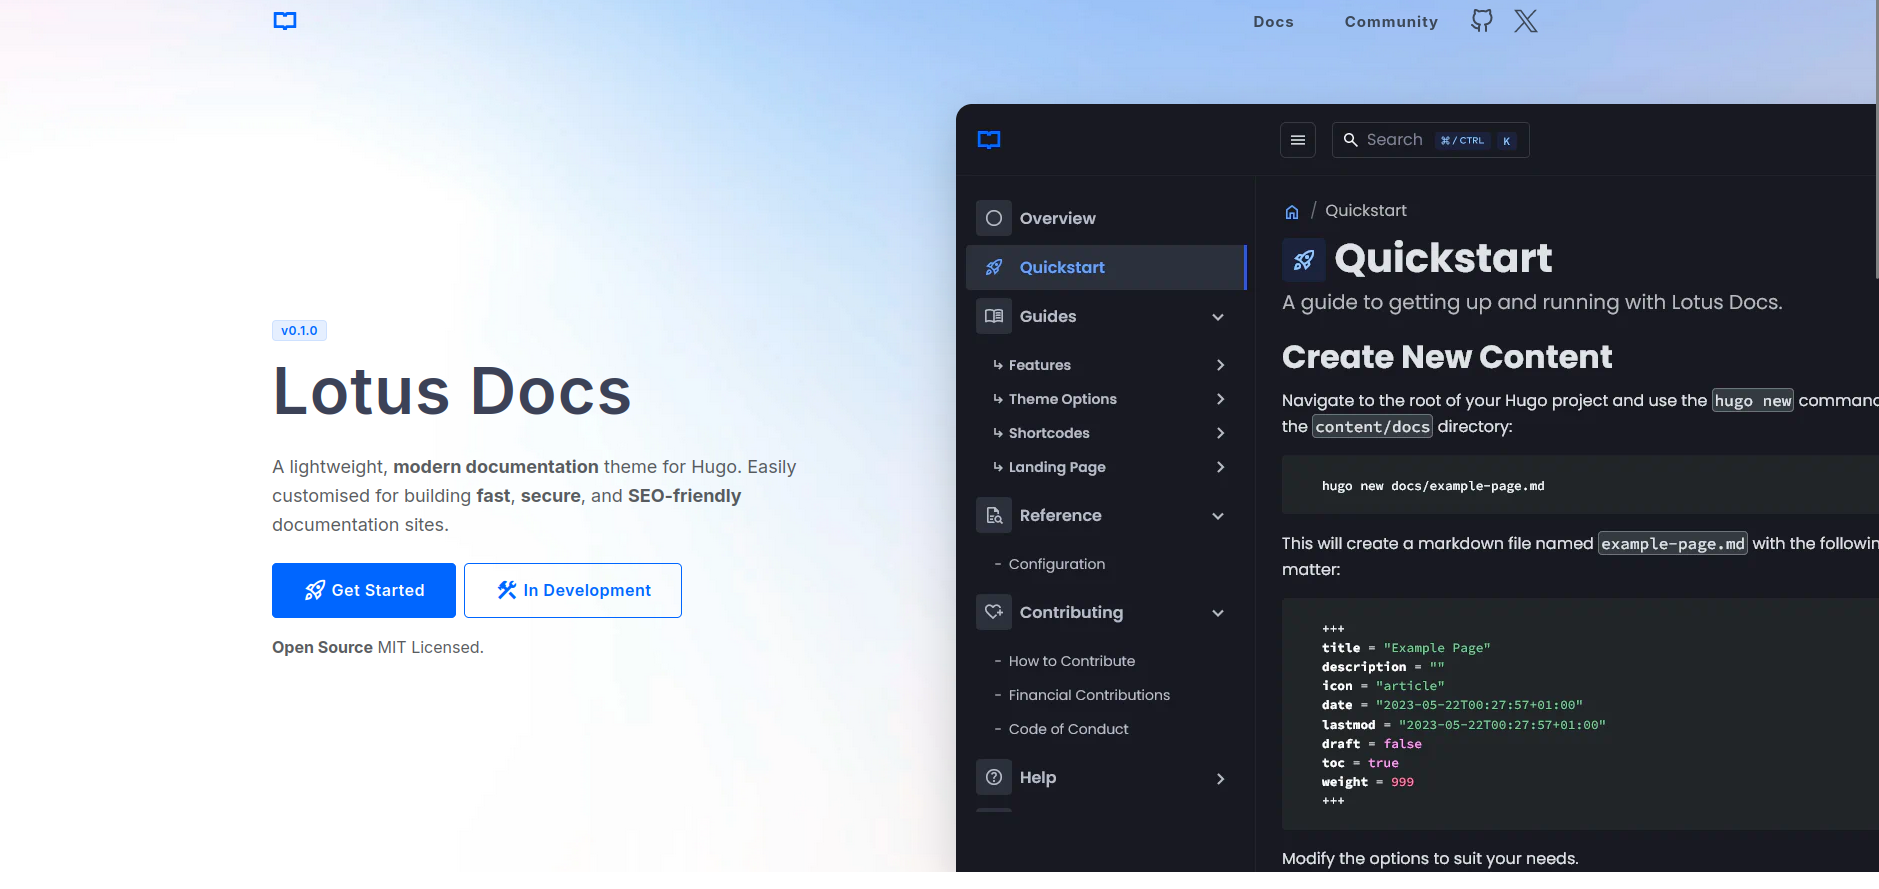 Docs Community
v0.1.0
Lotus Docs
A lightweight, modern documentation theme for Hugo. Easily
customised for building fast, secure, and SEO-friendly
documentation sites.
Get Started In Development
Open Source MIT Licensed.
Search ⌘ / CTRL K
Overview
Quickstart
Guides
↳ Features
↳ Theme Options
↳ Shortcodes
↳ Landing Page
Reference
- Configuration
Contributing
- How to Contribute
- Financial Contributions
- Code of Conduct
Help
/ Quickstart
Quickstart
A guide to getting up and running with Lotus Docs.
Create New Content
Navigate to the root of your Hugo project and use the hugo new command
the content/docs directory:
hugo new docs/example-page.md
This will create a markdown file named example-page.md with the followin
matter:
+++
title = "Example Page"
description = ""
icon = "article"
date = "2023-05-22T00:27:57+01:00"
lastmod = "2023-05-22T00:27:57+01:00"
draft = false
toc = true
weight = 999
+++
Modify the options to suit your needs.